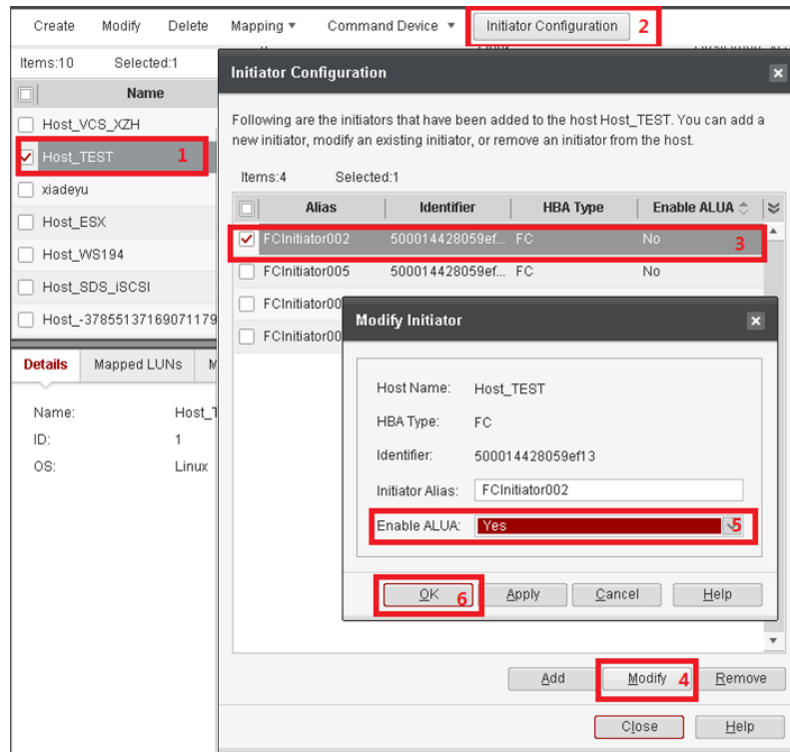 Create Modify Delete Mapping Command Device Initiator Configuration 2
Items:10 Selected:1
Name
Host_VCS_XZH
Host_TEST 1
xiadeyu
Host_ESX
Host_WS194
Host_SDS_iSCSI
Host_-37855137169071179
Details Mapped LUNs M
Name: Host_T
ID: 1
OS: Linux
Initiator Configuration
Following are the initiators that have been added to the host Host_TEST. You can add a
new initiator, modify an existing initiator, or remove an initiator from the host.
Items:4 Selected:1
Alias Identifier HBA Type Enable ALUA
FCInitiator002 500014428059ef... FC No 3
FCInitiator005 500014428059ef... FC No
FCInitiator00
FCInitiator00
Modify Initiator
Host Name: Host_TEST
HBA Type: FC
Identifier: 500014428059ef13
Initiator Alias: FCInitiator002
Enable ALUA: Yes 5
OK 6 Apply Cancel Help
Add Modify 4 Remove
Close Help